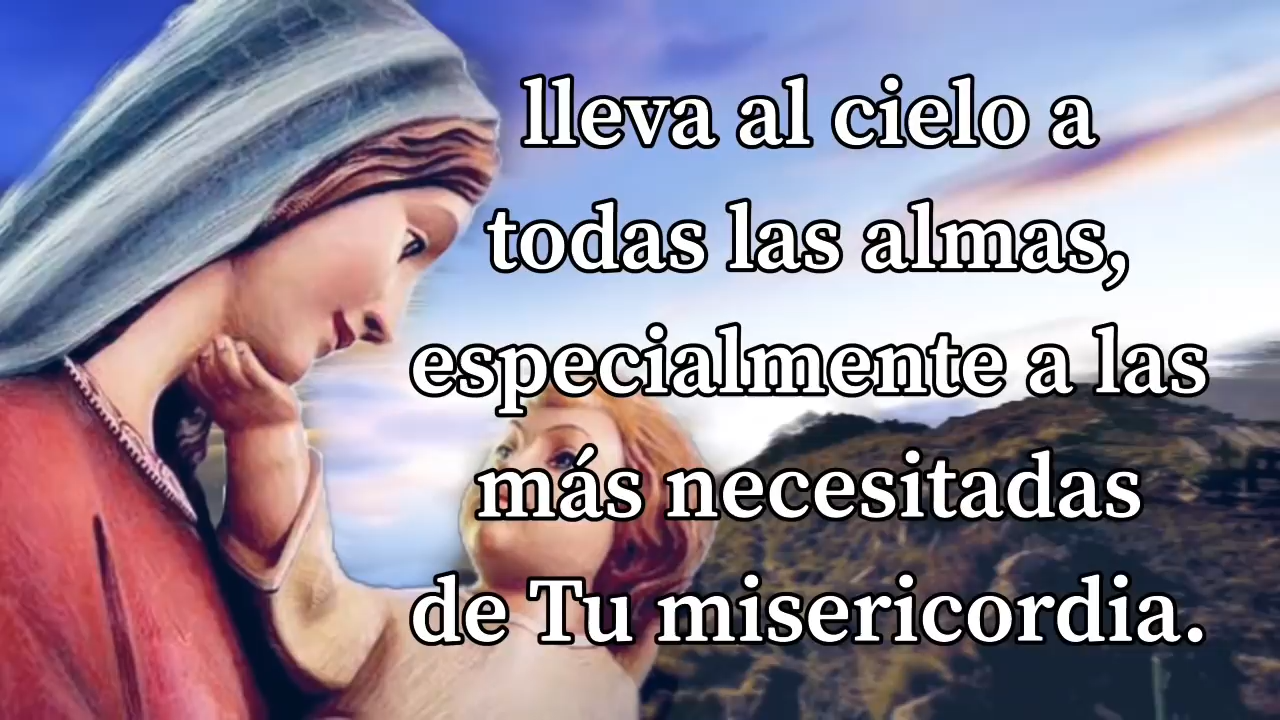 lleva al cielo a
todas las almas,
especialmente a las
más necesitadas
de Tu misericordia.